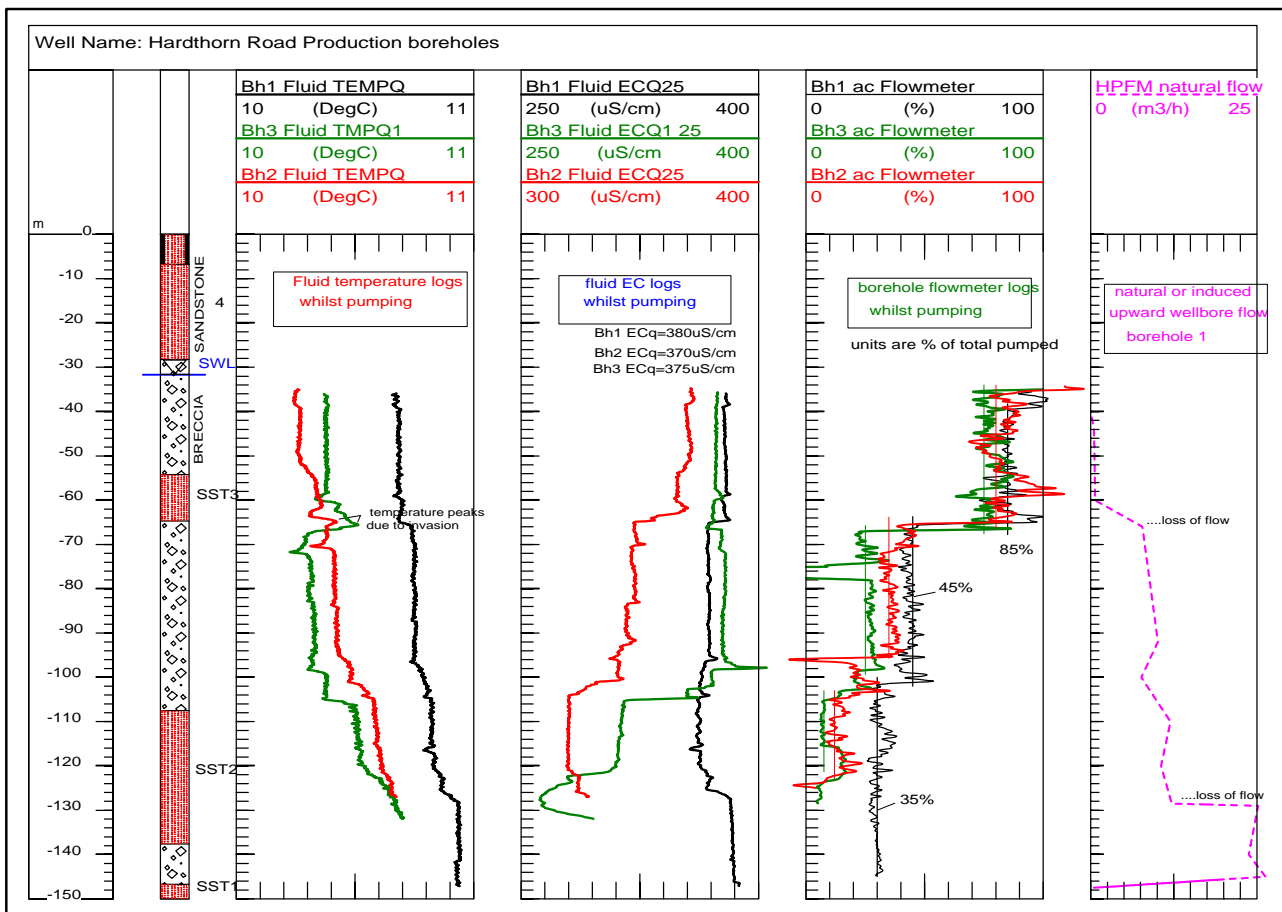 Well Name: Hardthorn Road Production boreholes
Bh1 Fluid TEMPQ
10 (DegC) 11
Bh3 Fluid TMPQ1
10 (DegC) 11
Bh2 Fluid TEMPQ
10 (DegC) 11
Bh1 Fluid ECQ25
250 (uS/cm) 400
Bh3 Fluid ECQ1 25
250 (uS/cm 400
Bh2 Fluid ECQ25
300 (uS/cm) 400
Bh1 ac Flowmeter
0 (%) 100
Bh3 ac Flowmeter
0 (%) 100
Bh2 ac Flowmeter
0 (%) 100
HPFM natural flow
0 (m3/h) 25
m 0
-10
-20
-30
-40
-50
-60
-70
-80
-90
-100
-110
-120
-130
-140
-150
SANDSTONE
4
SWL
BRECCIA
SST3
SST2
SST1
Fluid temperature logs
whilst pumping
temperature peaks
due to invasion
fluid EC logs
whilst pumping
Bh1 ECq=380uS/cm
Bh2 ECq=370uS/cm
Bh3 ECq=375uS/cm
borehole flowmeter logs
whilst pumping
units are % of total pumped
85%
45%
35%
natural or induced
upward wellbore flow
borehole 1
....loss of flow
....loss of flow